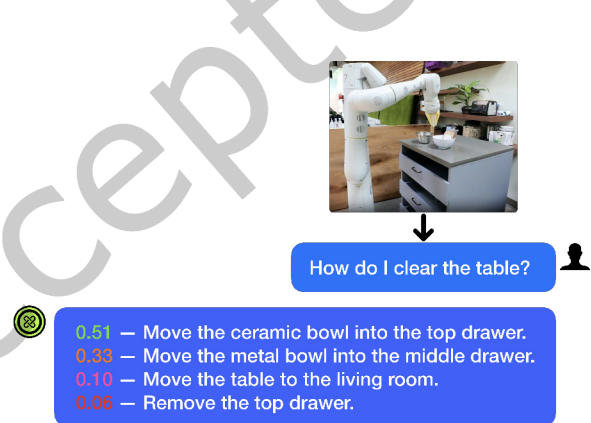 cepte
How do I clear the table?
0.51 — Move the ceramic bowl into the top drawer.
0.33 — Move the metal bowl into the middle drawer.
0.10 — Move the table to the living room.
0.06 — Remove the top drawer.